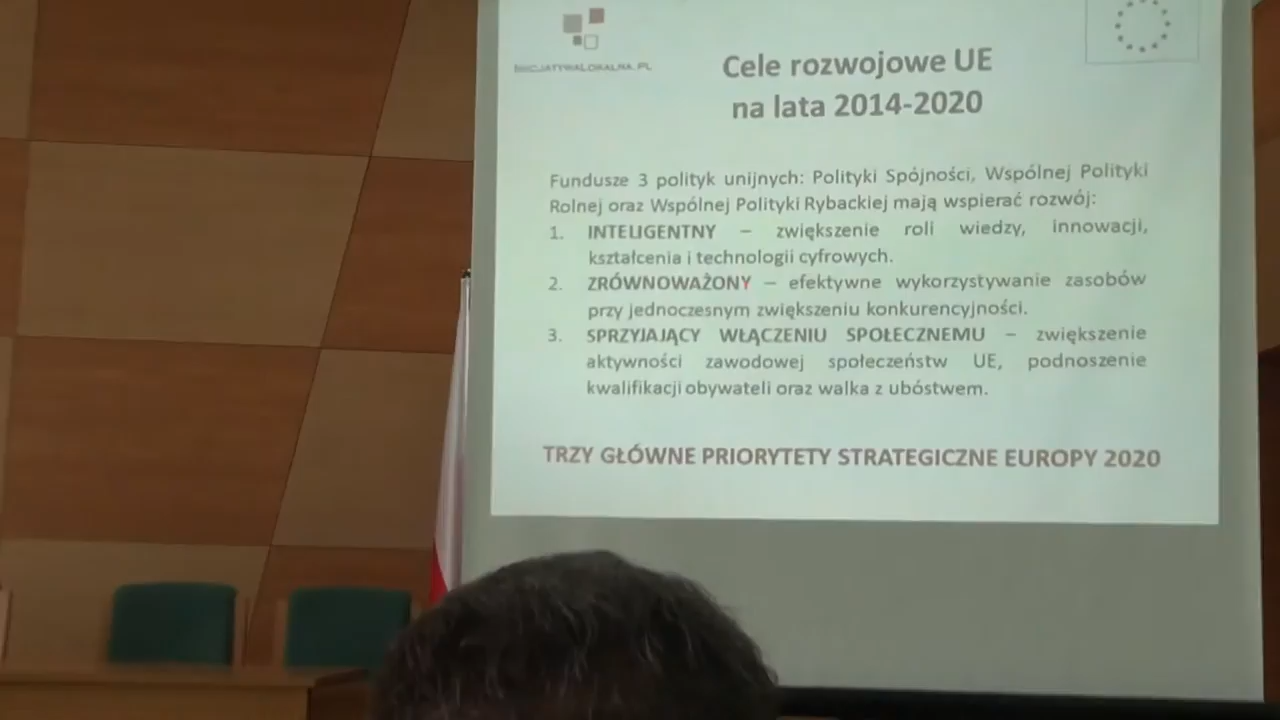 INICJATYWALOKALNA.PL
Cele rozwojowe UE
na lata 2014-2020
Fundusze 3 polityk unijnych: Polityki Spójności, Wspólnej Polityki
Rolnej oraz Wspólnej Polityki Rybackiej mają wspierać rozwój:
1. INTELIGENTNY – zwiększenie roli wiedzy, innowacji,
kształcenia i technologii cyfrowych.
2. ZRÓWNOWAŻONY – efektywne wykorzystywanie zasobów
przy jednoczesnym zwiększeniu konkurencyjności.
3. SPRZYJAJĄCY WŁĄCZENIU SPOŁECZNEMU – zwiększenie
aktywności zawodowej społeczeństw UE, podnoszenie
kwalifikacji obywateli oraz walka z ubóstwem.
TRZY GŁÓWNE PRIORYTETY STRATEGICZNE EUROPY 2020